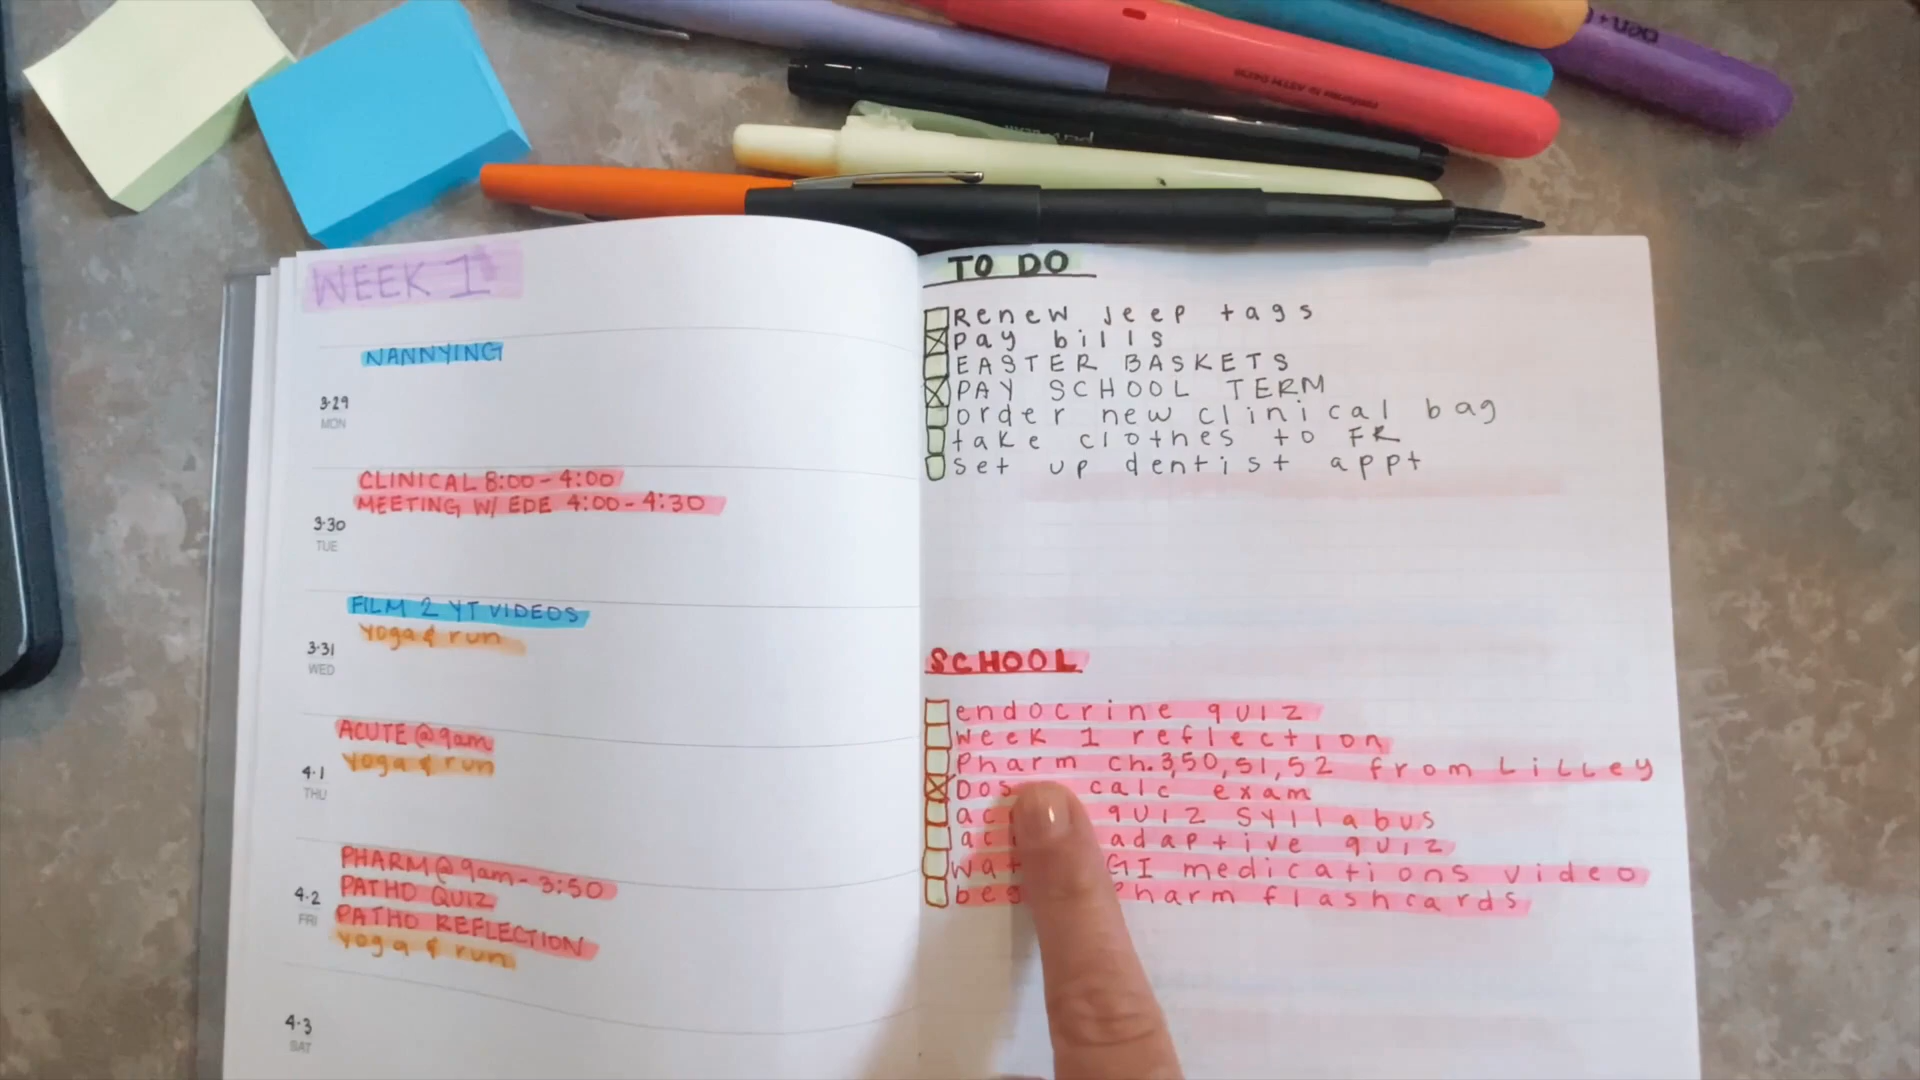 WEEK 1
NANNYING
3·29
MON
CLINICAL 8:00-4:00
MEETING W/ EDE 4:00-4:30
3·30
TUE
FILM 2 YT VIDEOS
yoga & run
3·31
WED
ACUTE @ 9am
yoga & run
4·1
THU
PHARM @ 9am-3:50
PATHO QUIZ
PATHO REFLECTION
yoga & run
4·2
FRI
4·3
SAT
TO DO
Renew Jeep tags
pay bills
EASTER BASKETS
PAY SCHOOL TERM
order new clinical bag
take clothes to FR
set up dentist appt
SCHOOL
endocrine quiz
week 1 reflection
Pharm ch.3,50,51,52 from Lilley
calc exam
quiz syllabus
adaptive quiz
GI medications video
pharm flashcards